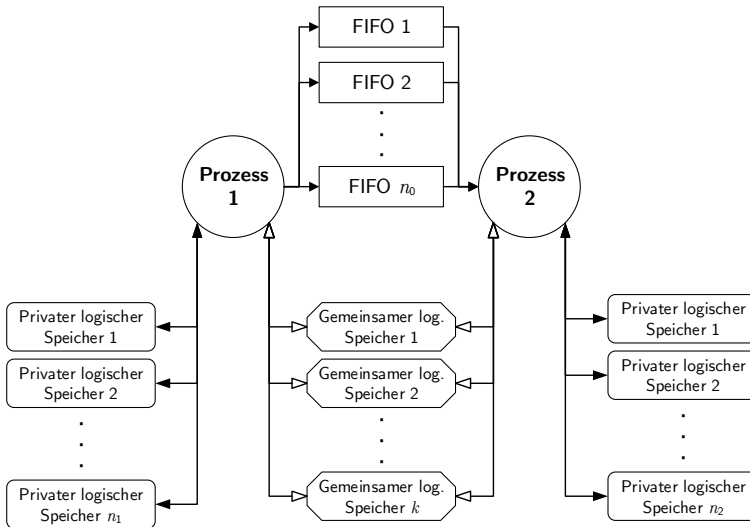 FIFO 1
FIFO 2
FIFO n₀
Prozess
1
Prozess
2
Privater logischer
Speicher 1
Privater logischer
Speicher 2
Privater logischer
Speicher n₁
Gemeinsamer log.
Speicher 1
Gemeinsamer log.
Speicher 2
Gemeinsamer log.
Speicher k
Privater logischer
Speicher 1
Privater logischer
Speicher 2
Privater logischer
Speicher n₂